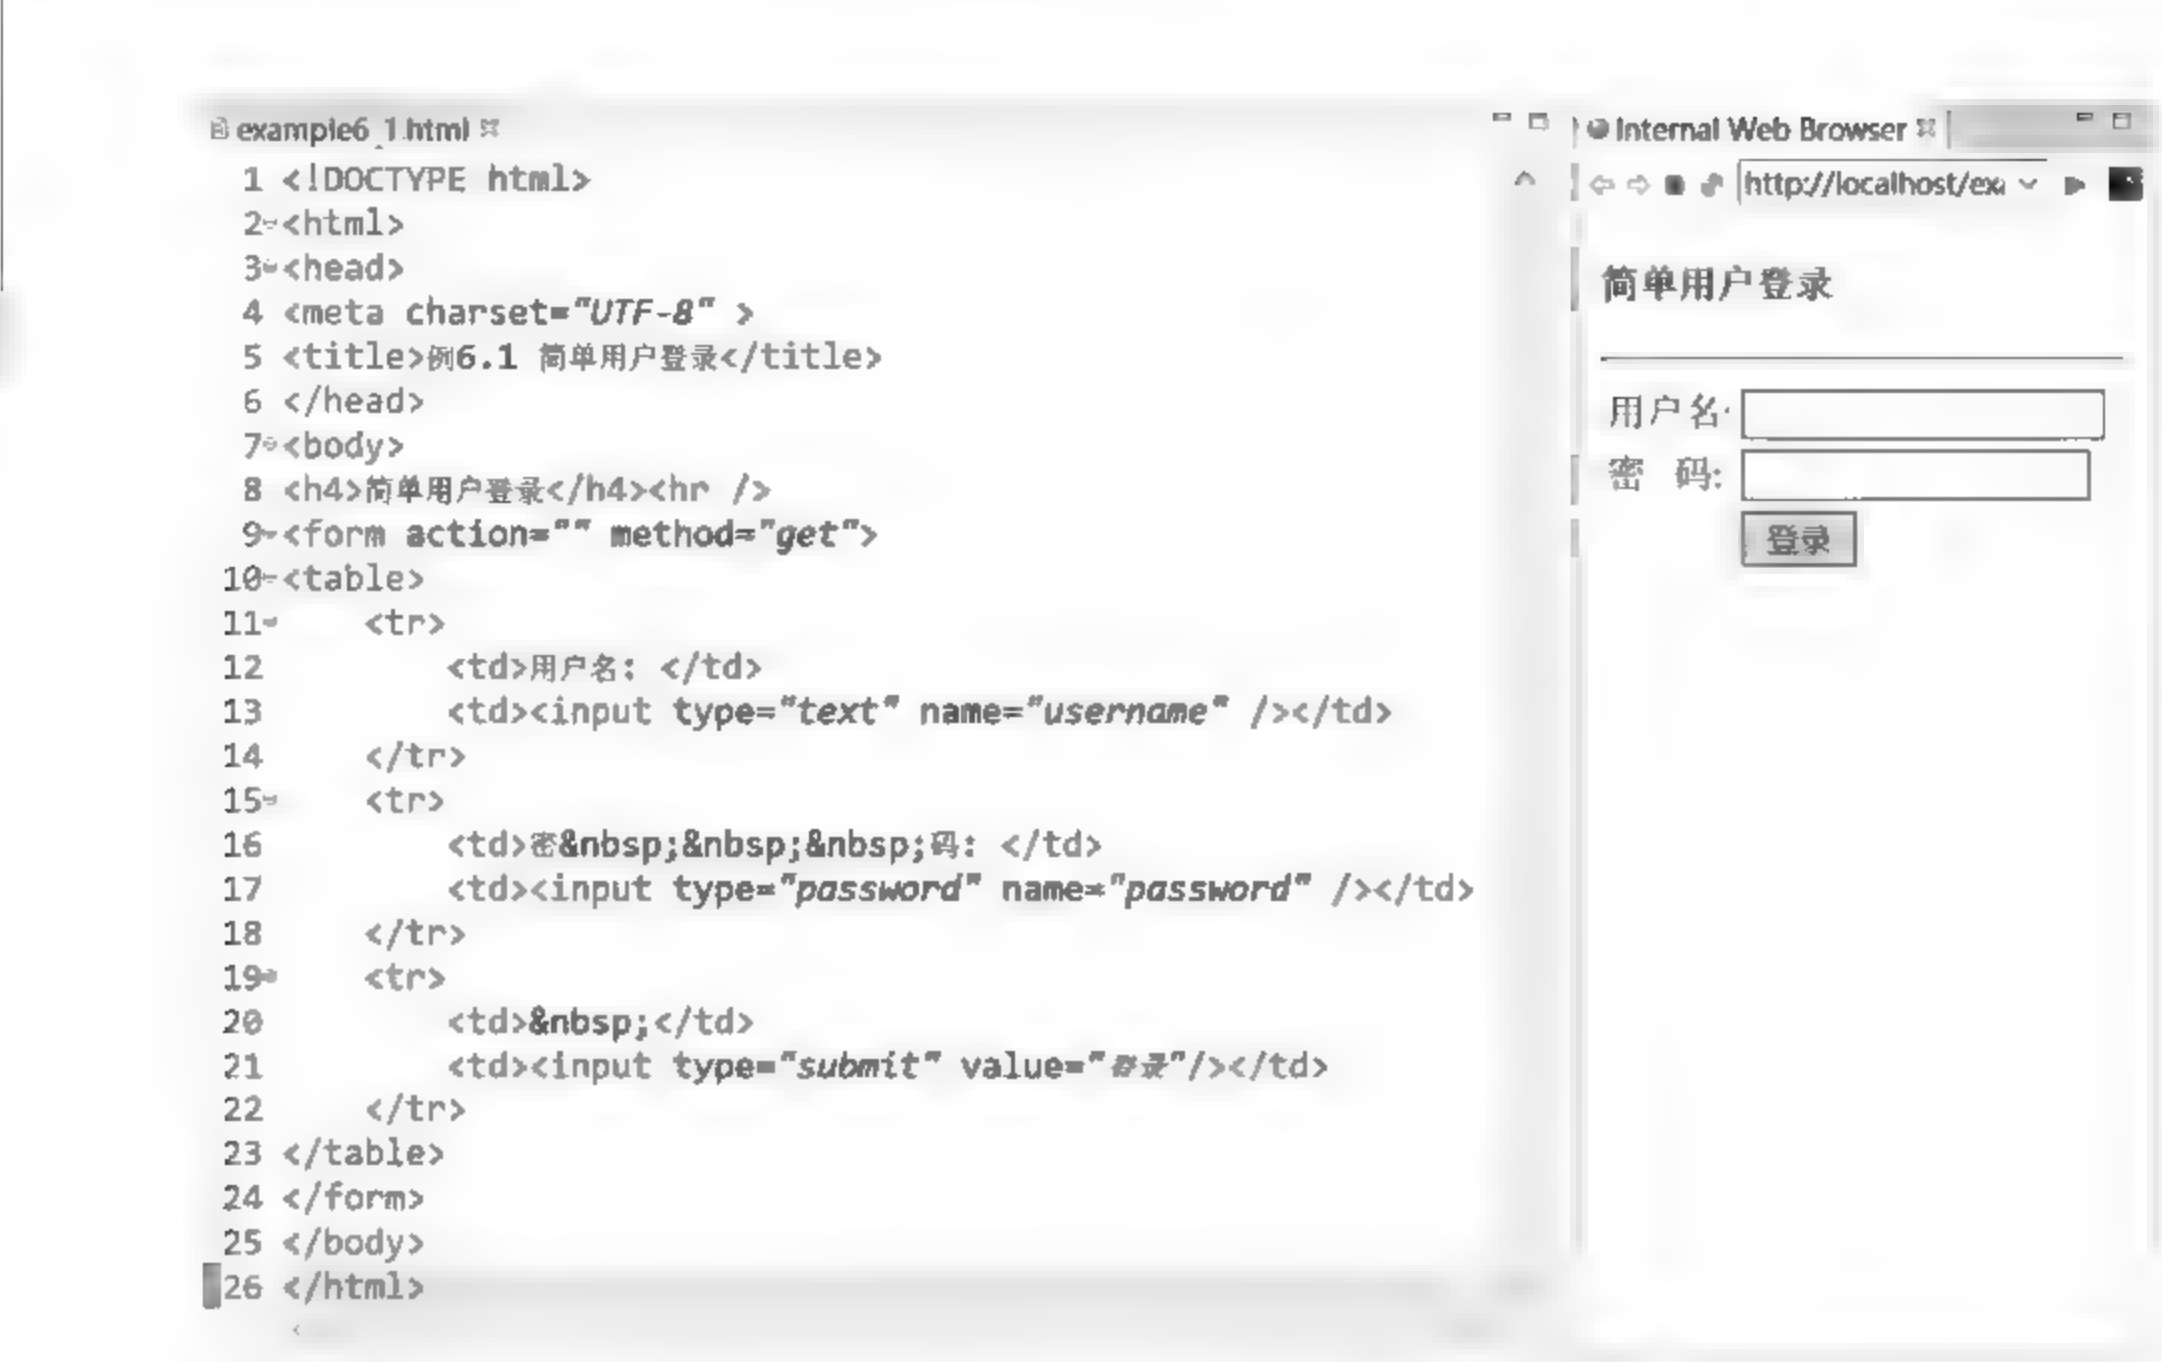 example6_1.html
1 <!DOCTYPE html>
2 <html>
3 <head>
4 <meta charset="UTF-8" >
5 <title>例6.1 简单用户登录</title>
6 </head>
7 <body>
8 <h4>简单用户登录</h4><hr />
9 <form action="" method="get">
10 <table>
11 <tr>
12 <td>用户名: </td>
13 <td><input type="text" name="username" /></td>
14 </tr>
15 <tr>
16 <td>密&nbsp;&nbsp;&nbsp;码: </td>
17 <td><input type="password" name="password" /></td>
18 </tr>
19 <tr>
20 <td>&nbsp;</td>
21 <td><input type="submit" value="登录"/></td>
22 </tr>
23 </table>
24 </form>
25 </body>
26 </html>
Internal Web Browser
http://localhost/exa
简单用户登录
用户名:
密 码:
登录